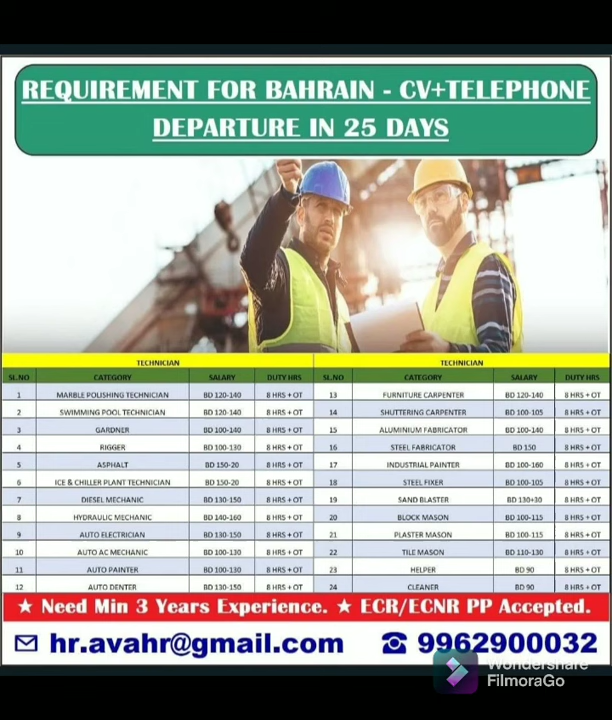 REQUIREMENT FOR BAHRAIN - CV+TELEPHONE
DEPARTURE IN 25 DAYS
TECHNICIAN TECHNICIAN
SL.NO CATEGORY SALARY DUTY HRS SL.NO CATEGORY SALARY DUTY HRS
1 MARBLE POLISHING TECHNICIAN BD 120-140 8 HRS + OT 13 FURNITURE CARPENTER BD 120-140 8 HRS + OT
2 SWIMMING POOL TECHNICIAN BD 120-140 8 HRS + OT 14 SHUTTERING CARPENTER BD 100-105 8 HRS + OT
3 GARDNER BD 100-140 8 HRS + OT 15 ALUMINIUM FABRICATOR BD 100-140 8 HRS + OT
4 RIGGER BD 100-130 8 HRS + OT 16 STEEL FABRICATOR BD 150 8 HRS + OT
5 ASPHALT BD 150-20 8 HRS + OT 17 INDUSTRIAL PAINTER BD 100-160 8 HRS + OT
6 ICE & CHILLER PLANT TECHNICIAN BD 150-20 8 HRS + OT 18 STEEL FIXER BD 100-105 8 HRS + OT
7 DIESEL MECHANIC BD 130-150 8 HRS + OT 19 SAND BLASTER BD 130+30 8 HRS + OT
8 HYDRAULIC MECHANIC BD 140-160 8 HRS + OT 20 BLOCK MASON BD 100-115 8 HRS + OT
9 AUTO ELECTRICIAN BD 130-150 8 HRS + OT 21 PLASTER MASON BD 100-115 8 HRS + OT
10 AUTO AC MECHANIC BD 100-130 8 HRS + OT 22 TILE MASON BD 110-130 8 HRS + OT
11 AUTO PAINTER BD 100-130 8 HRS + OT 23 HELPER BD 90 8 HRS + OT
12 AUTO DENTER BD 130-150 8 HRS + OT 24 CLEANER BD 90 8 HRS + OT
★ Need Min 3 Years Experience. ★ ECR/ECNR PP Accepted.
hr.avahr@gmail.com 9962900032
Wondershare
FilmoraGo